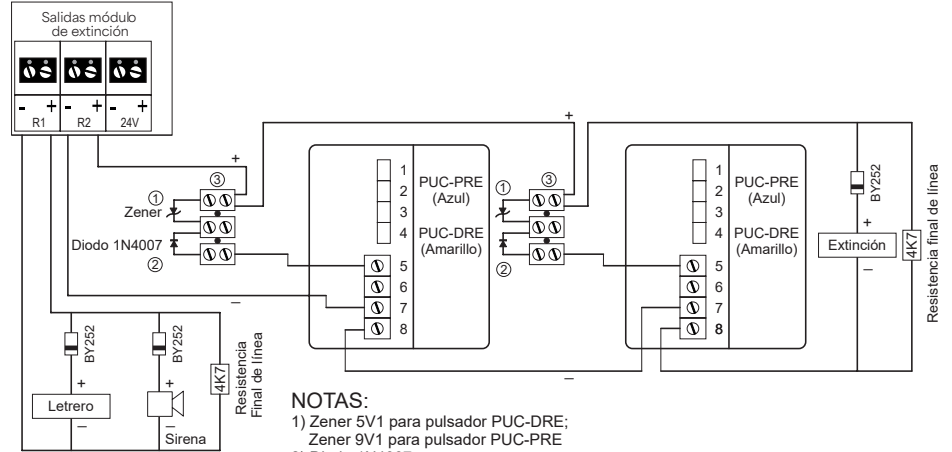 Salidas módulo
de extinción
- +
- +
- +
R1
R2
24V
+
+
①
Zener
③
Diodo 1N4007
②
1
2
3
4
PUC-PRE
(Azul)
PUC-DRE
(Amarillo)
5
6
7
8
①
③
②
1
2
3
4
PUC-PRE
(Azul)
PUC-DRE
(Amarillo)
5
6
7
8
BY252
+
Extinción
–
4K7
Resistencia final de línea
–
–
BY252
+
Letrero
–
BY252
+
–
Sirena
4K7
Resistencia
Final de línea
NOTAS:
1) Zener 5V1 para pulsador PUC-DRE;
Zener 9V1 para pulsador PUC-PRE